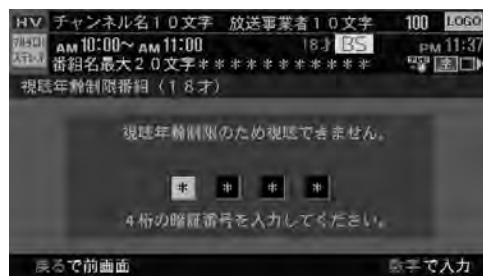 HV チャンネル名10文字 放送事業者10文字 100 LOGO
AM 10:00~ AM 11:00 18才 BS PM 11:37
番組名最大20文字**********
視聴年齢制限番組（18才）
視聴年齢制限のため視聴できません。
* * * *
4桁の暗証番号を入力してください。
戻るで前画面 数字で入力